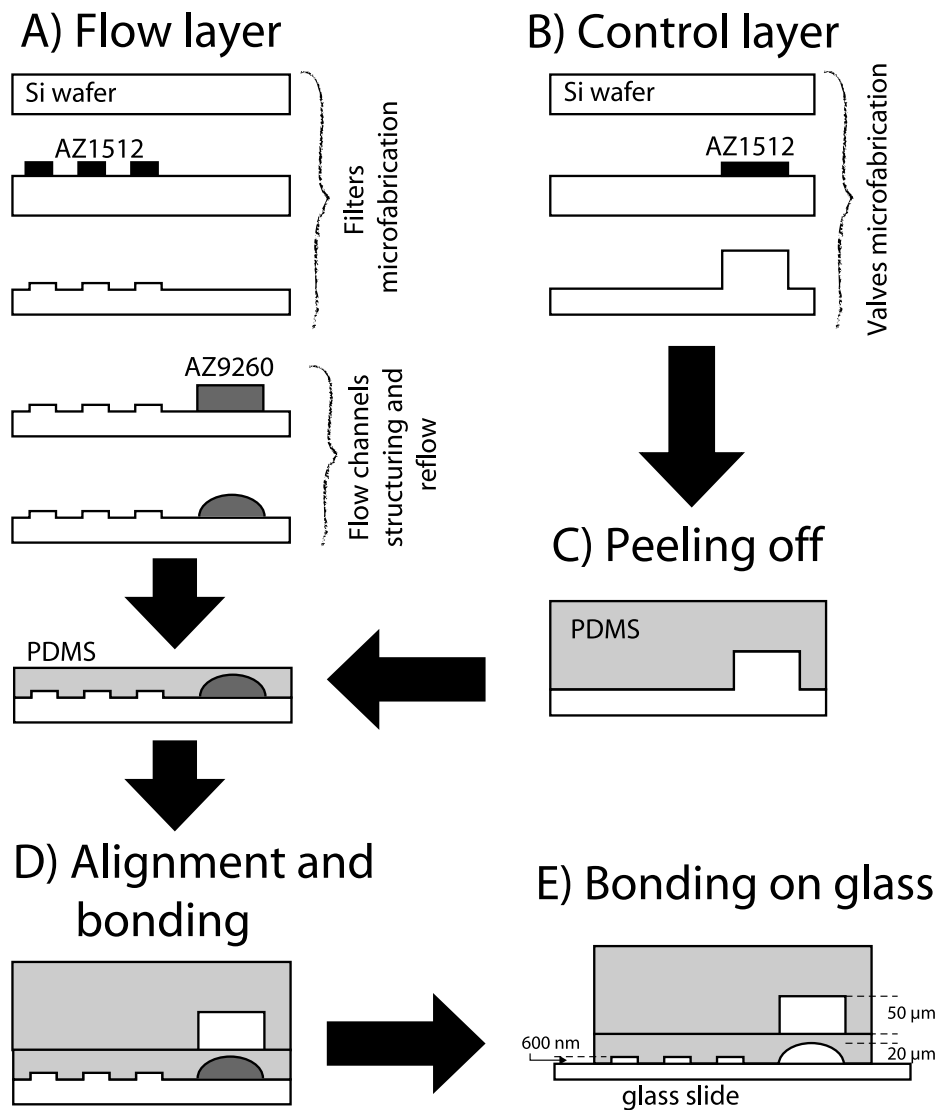 A) Flow layer
Si wafer
AZ1512
Filters
microfabrication
AZ9260
Flow channels
structuring and
reflow
PDMS
B) Control layer
Si wafer
AZ1512
Valves microfabrication
C) Peeling off
PDMS
D) Alignment and
bonding
E) Bonding on glass
50 µm
600 nm
20 µm
glass slide